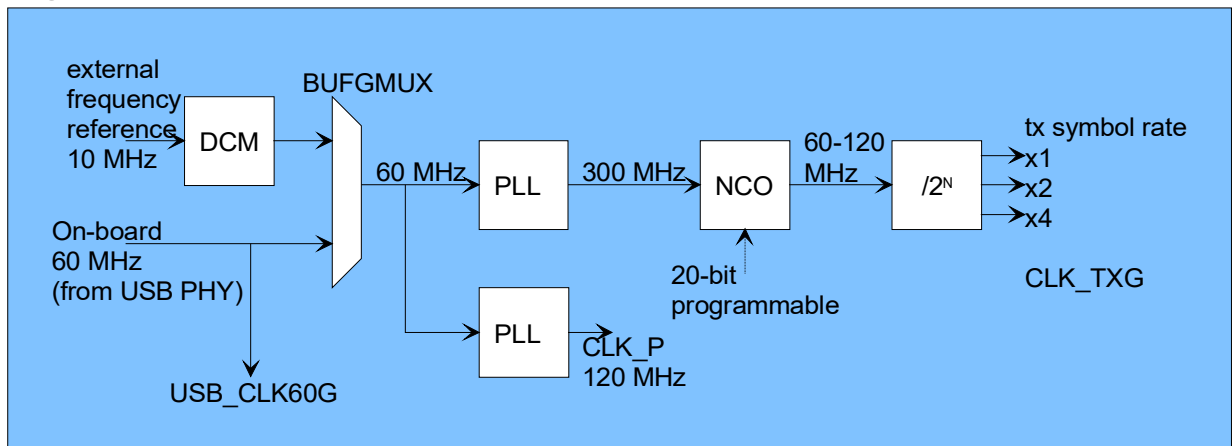 external
frequency
reference
10 MHz
DCM
BUFGMUX
On-board
60 MHz
(from USB PHY)
USB_CLK60G
60 MHz
PLL
300 MHz
PLL
CLK_P
120 MHz
NCO
20-bit
programmable
60-120
MHz
/2ᴺ
tx symbol rate
x1
x2
x4
CLK_TXG